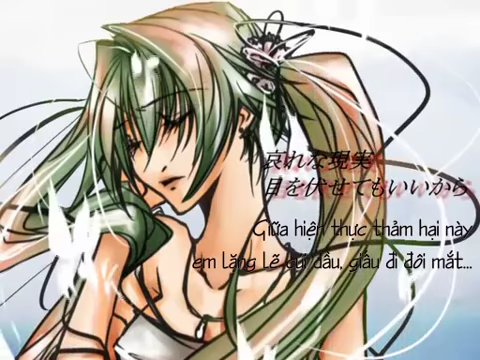 哀れな現実
目を伏せてもいいから
Giữa hiện thực thảm hại này
em lặng lẽ cúi đầu, giấu đi đôi mắt...